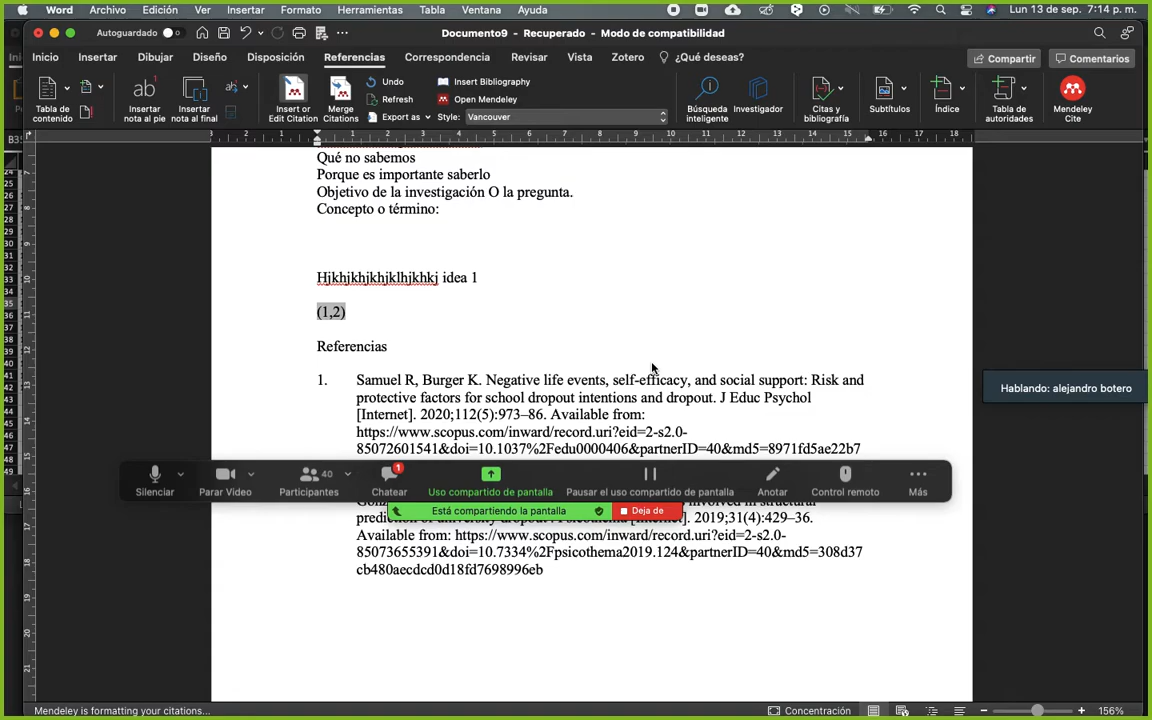 Word Archivo Edición Ver Insertar Formato Herramientas Tabla Ventana Ayuda Lun 13 de sep. 7:14 p. m.
Autoguardado Documento9 - Recuperado - Modo de compatibilidad
Inicio Insertar Dibujar Diseño Disposición Referencias Correspondencia Revisar Vista Zotero ¿Qué deseas? Compartir Comentarios
Tabla de contenido
Insertar nota al pie
Insertar nota al final
Insert or Edit Citation
Merge Citations
Undo
Refresh
Export as
Insert Bibliography
Open Mendeley
Style: Vancouver
Búsqueda inteligente
Investigador
Citas y bibliografía
Subtítulos
Índice
Tabla de autoridades
Mendeley Cite
Qué no sabemos
Porque es importante saberlo
Objetivo de la investigación O la pregunta.
Concepto o término:
Hjkhjkhjkhjklhjkhkj idea 1
(1,2)
Referencias
1. Samuel R, Burger K. Negative life events, self-efficacy, and social support: Risk and
protective factors for school dropout intentions and dropout. J Educ Psychol
[Internet]. 2020;112(5):973–86. Available from:
https://www.scopus.com/inward/record.uri?eid=2-s2.0-
85072601541&doi=10.1037%2Fedu0000406&partnerID=40&md5=8971fd5ae22b7
Hablando: alejandro botero
1
40
Silenciar Parar Video Participantes Chatear Uso compartido de pantalla Pausar el uso compartido de pantalla Anotar Control remoto Más
Está compartiendo la pantalla Deja de
2019;31(4):429–36.
Available from: https://www.scopus.com/inward/record.uri?eid=2-s2.0-
85073655391&doi=10.7334%2Fpsicothema2019.124&partnerID=40&md5=308d37
cb480aecdcd0d18fd7698996eb
Mendeley is formatting your citations... Concentración 156%